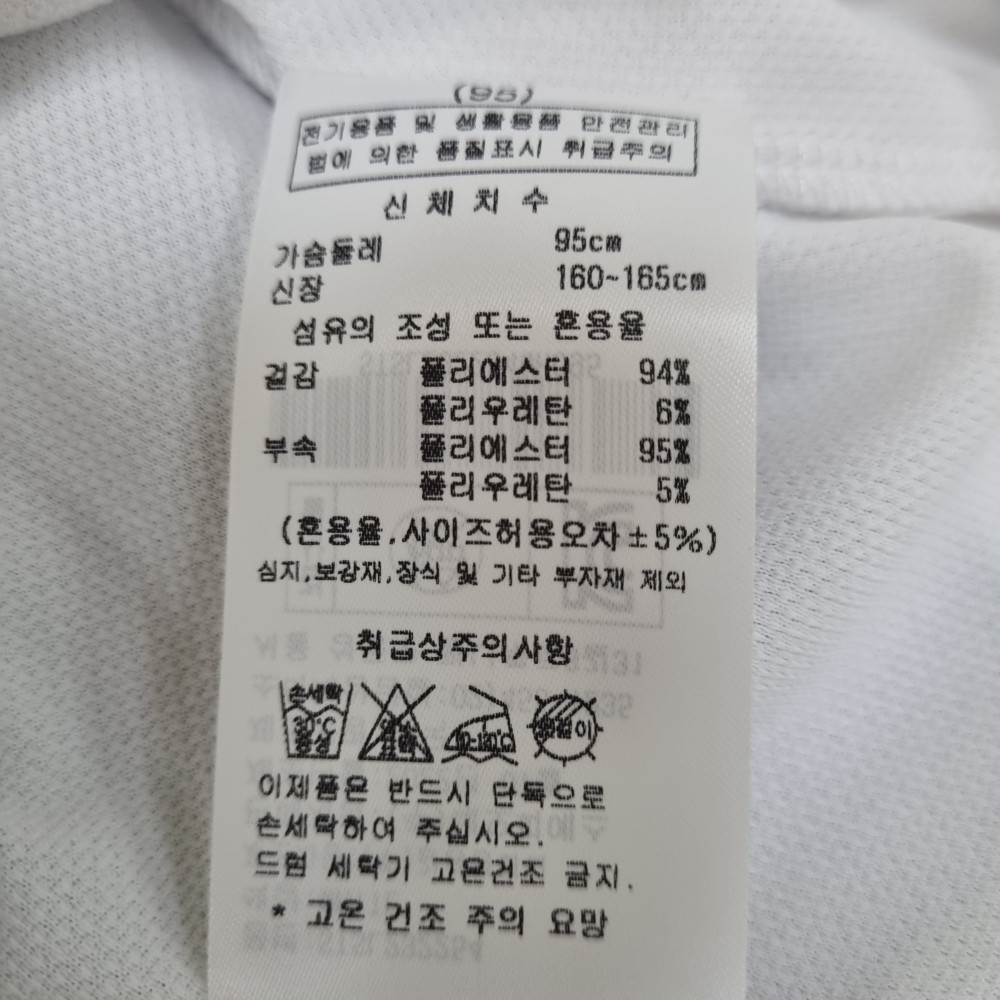 (95)
전기용품 및 생활용품 안전관리
법에 의한 품질표시 취급주의
신 체 치 수
가슴둘레 95cm
신장 160~165cm
섬유의 조성 또는 혼용율
겉감 폴리에스터 94%
폴리우레탄 6%
부속 폴리에스터 95%
폴리우레탄 5%
(혼용율.사이즈허용오차 ±5%)
심지,보강재,장식 및 기타 부자재 제외
취급상주의사항
손세탁
30°C
중성
이제품은 반드시 단독으로
손세탁하여 주십시오.
드럼 세탁기 고온건조 금지.
* 고온 건조 주의 요망